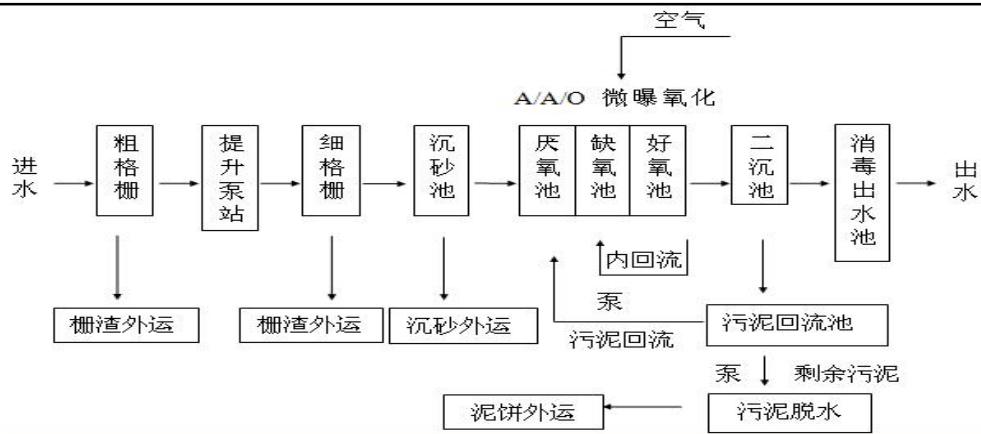 空气
A/A/O 微曝氧化
进水
粗格栅
提升泵站
细格栅
沉砂池
厌氧池
缺氧池
好氧池
二沉池
消毒出水池
出水
内回流
泵
栅渣外运
栅渣外运
沉砂外运
污泥回流
污泥回流池
泵
剩余污泥
泥饼外运
污泥脱水